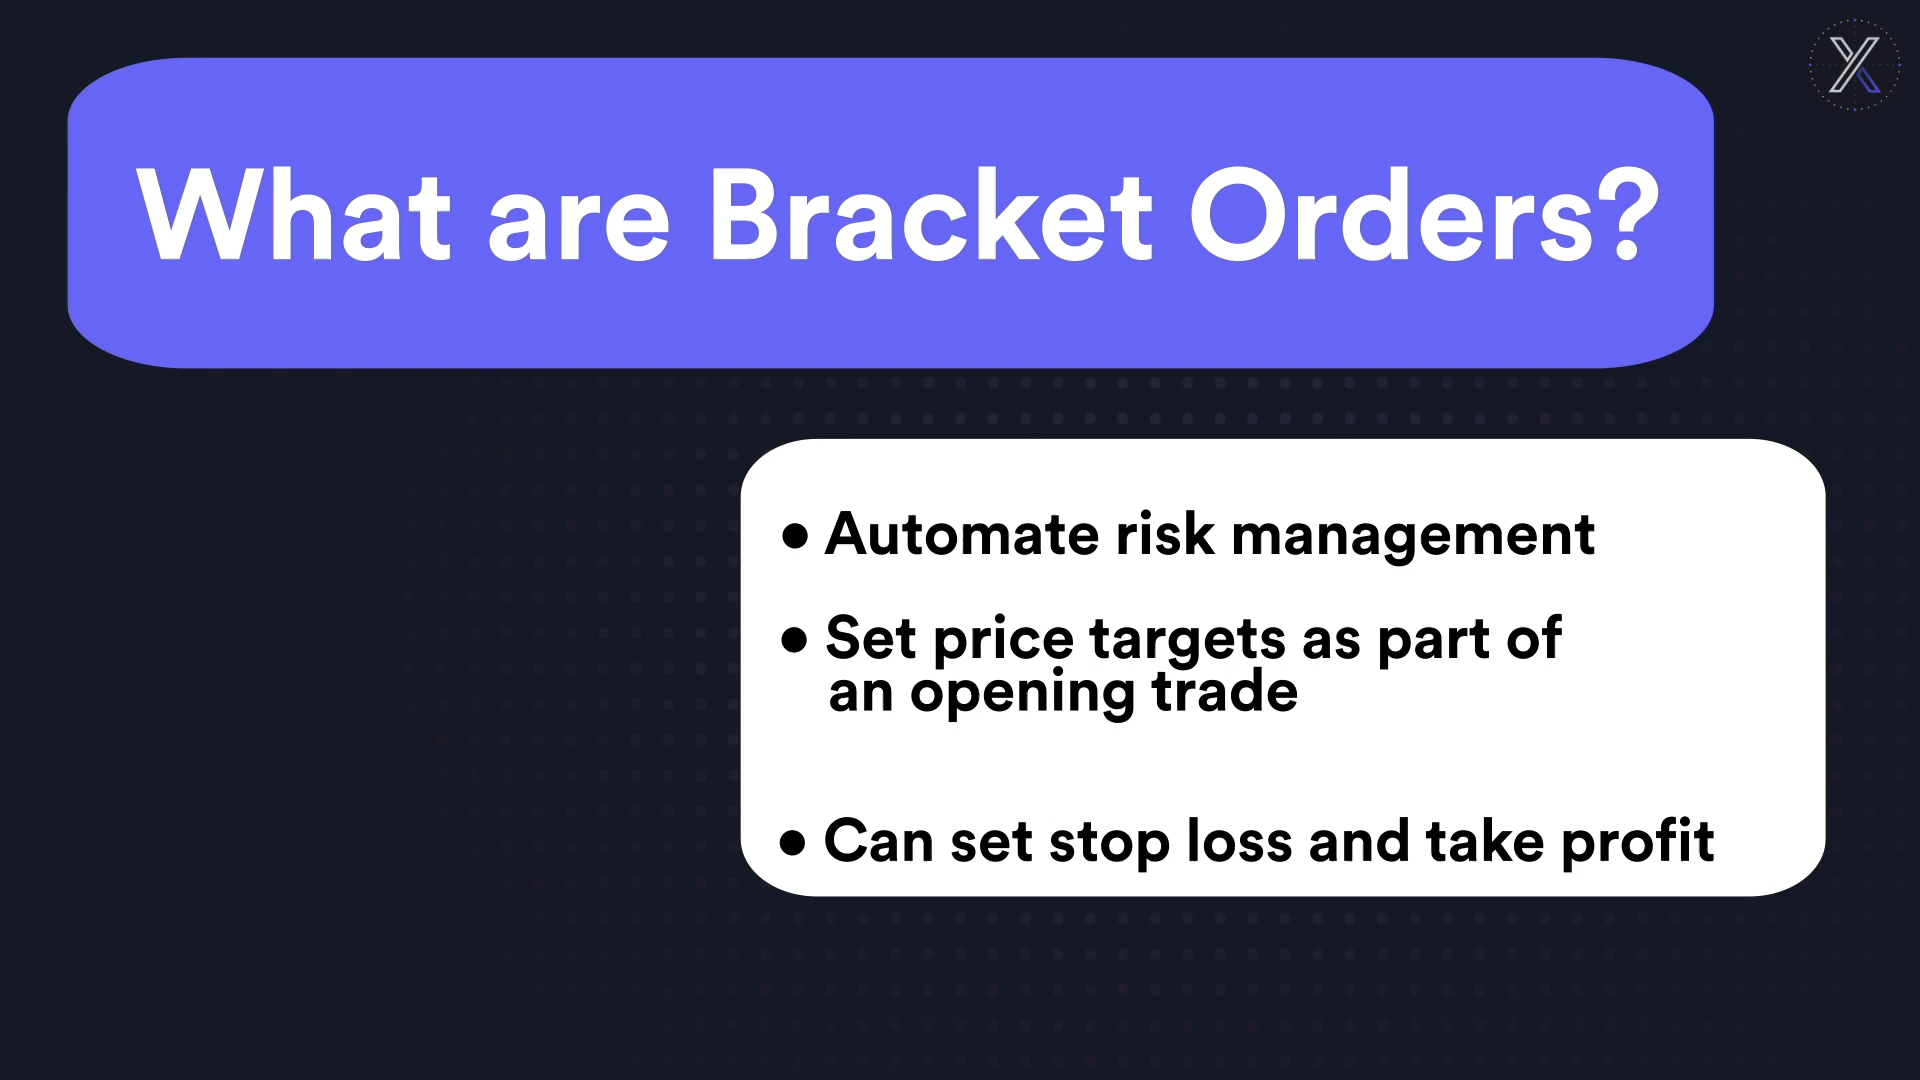 What are Bracket Orders?
• Automate risk management
• Set price targets as part of
an opening trade
• Can set stop loss and take profit